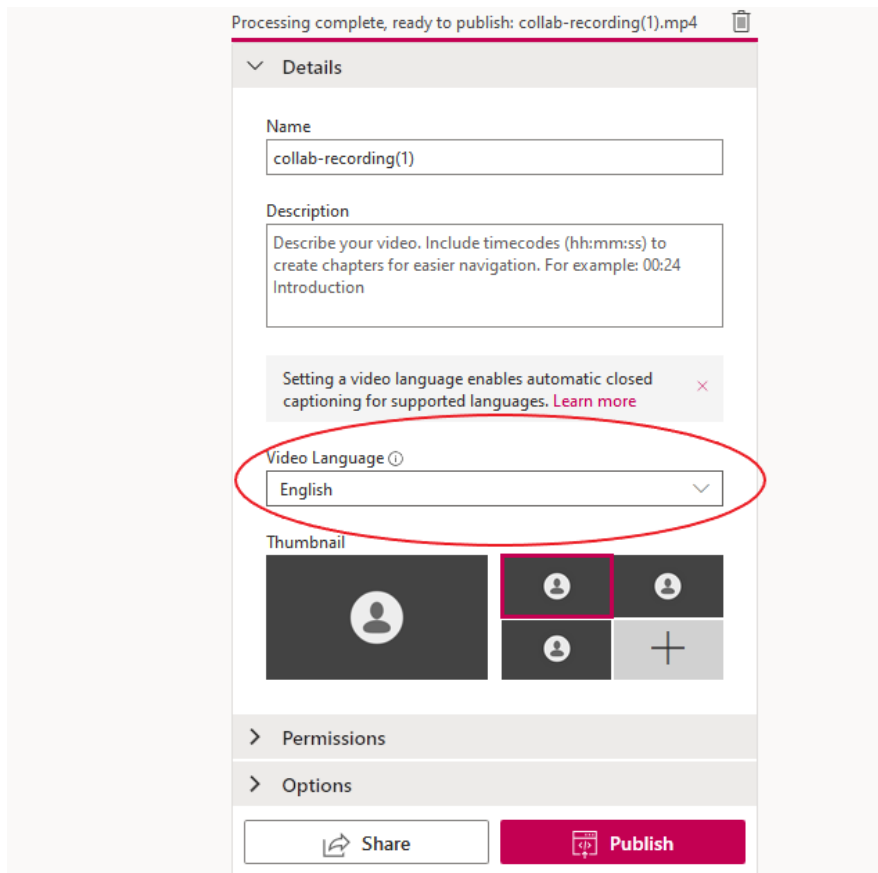 Processing complete, ready to publish: collab-recording(1).mp4
Details
Name
collab-recording(1)
Description
Describe your video. Include timecodes (hh:mm:ss) to
create chapters for easier navigation. For example: 00:24
Introduction
Setting a video language enables automatic closed
captioning for supported languages. Learn more
Video Language
English
Thumbnail
Permissions
Options
Share
Publish